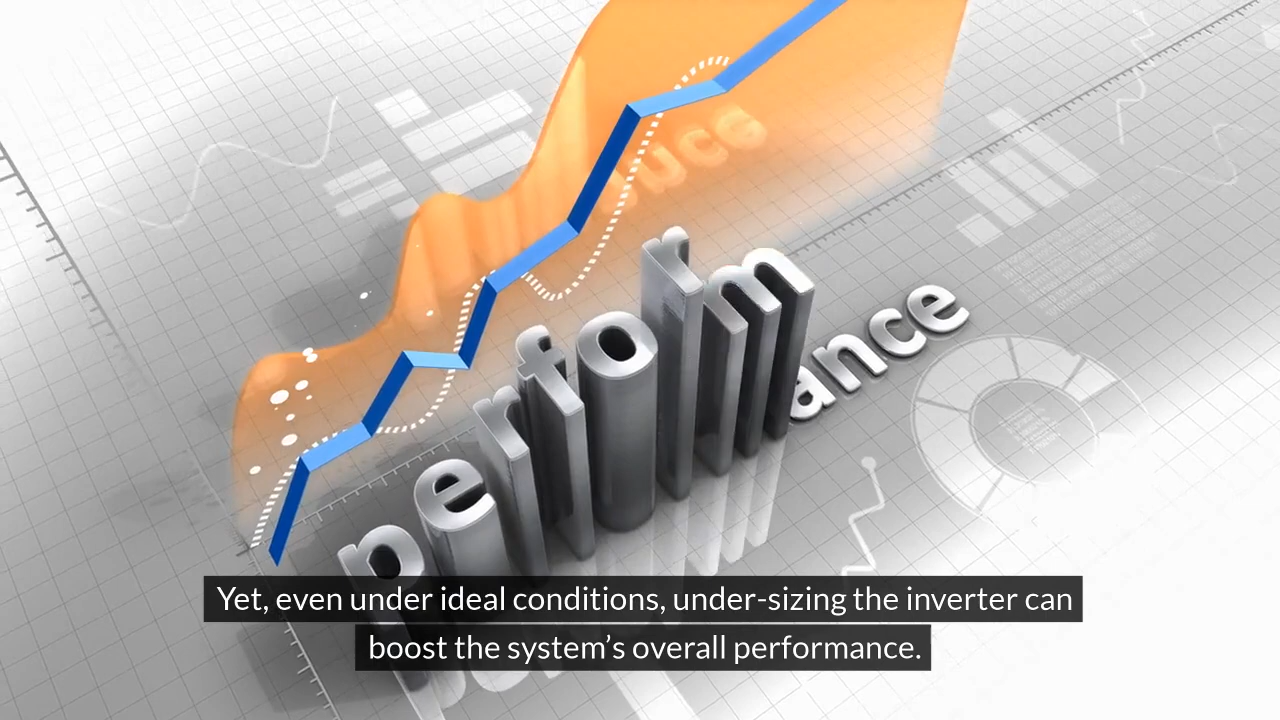 performance
Yet, even under ideal conditions, under-sizing the inverter can
boost the system’s overall performance.